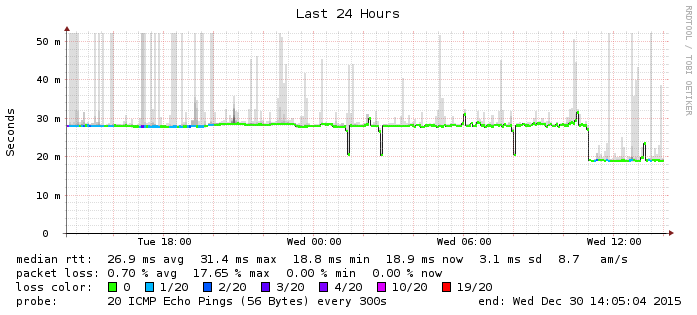 Last 24 Hours
RRDTOOL / TOBI OETIKER
Seconds
50 m
40 m
30 m
20 m
10 m
0
Tue 18:00 Wed 00:00 Wed 06:00 Wed 12:00
median rtt: 26.9 ms avg 31.4 ms max 18.8 ms min 18.9 ms now 3.1 ms sd 8.7 am/s
packet loss: 0.70 % avg 17.65 % max 0.00 % min 0.00 % now
loss color: 0 1/20 2/20 3/20 4/20 10/20 19/20
probe: 20 ICMP Echo Pings (56 Bytes) every 300s end: Wed Dec 30 14:05:04 2015